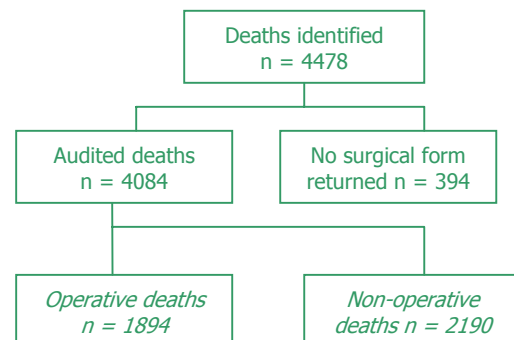 Deaths identified
n = 4478
Audited deaths
n = 4084
No surgical form
returned n = 394
Operative deaths
n = 1894
Non-operative
deaths n = 2190